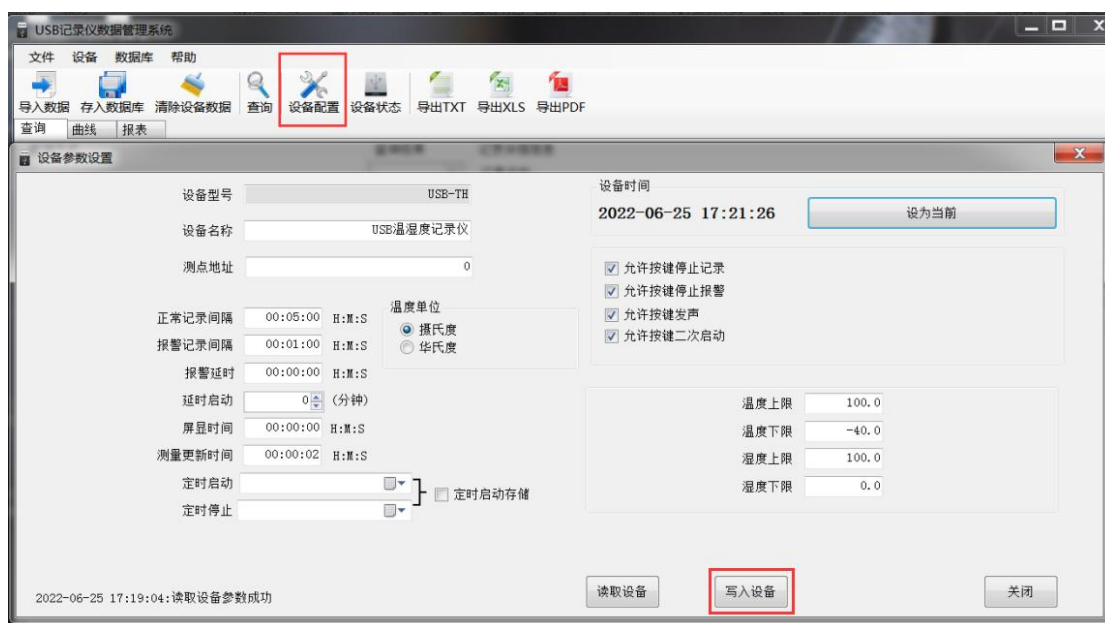 USB记录仪数据管理系统
文件 设备 数据库 帮助
导入数据 存入数据库 清除设备数据 查询 设备配置 设备状态 导出TXT 导出XLS 导出PDF
查询 曲线 报表
设备参数设置
设备型号 USB-TH
设备名称 USB温湿度记录仪
测点地址 0
正常记录间隔 00:05:00 H:M:S
报警记录间隔 00:01:00 H:M:S
报警延时 00:00:00 H:M:S
延时启动 0 (分钟)
屏显时间 00:00:00 H:M:S
测量更新时间 00:00:02 H:M:S
定时启动
定时停止
定时启动存储
温度单位
摄氏度
华氏度
设备时间
2022-06-25 17:21:26 设为当前
允许按键停止记录
允许按键停止报警
允许按键发声
允许按键二次启动
温度上限 100.0
温度下限 -40.0
湿度上限 100.0
湿度下限 0.0
2022-06-25 17:19:04:读取设备参数成功
读取设备 写入设备 关闭